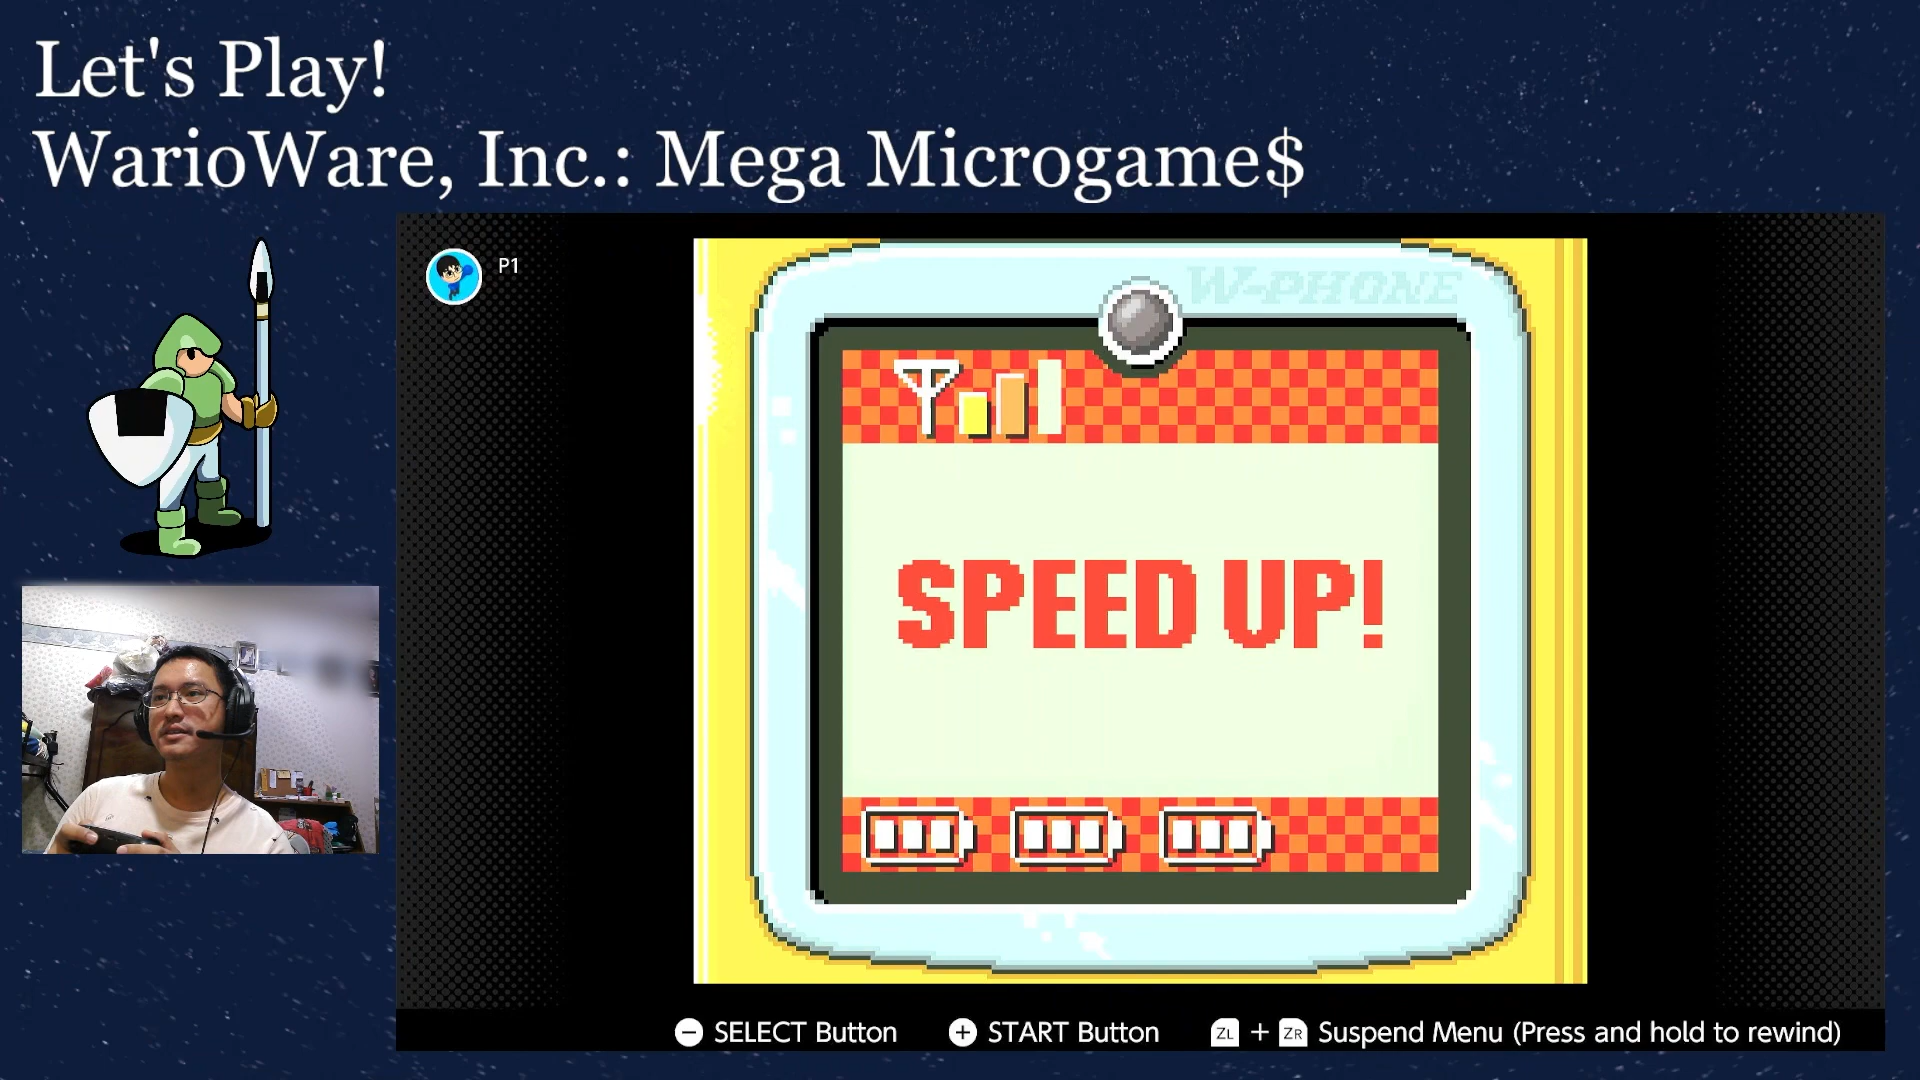 Let's Play!
WarioWare, Inc.: Mega Microgame$
P1
W-PHONE
SPEED UP!
SELECT Button
START Button
ZL + ZR Suspend Menu (Press and hold to rewind)